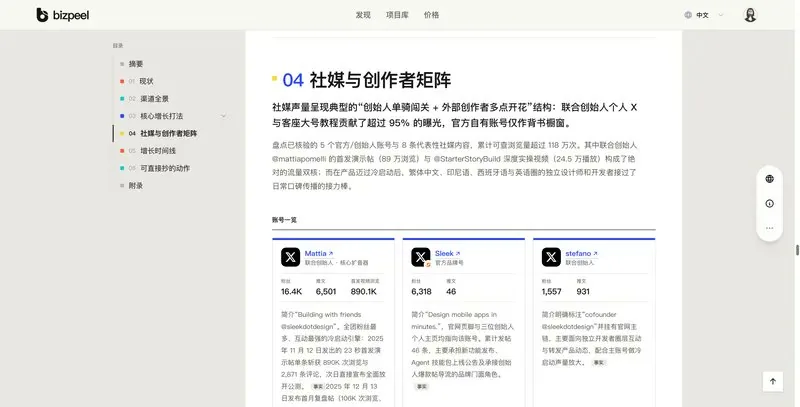 bizpeel
发现
项目库
价格
中文
目录
摘要
01 现状
02 渠道全景
03 核心增长打法
04 社媒与创作者矩阵
05 增长时间线
06 可直接抄的动作
附录
04 社媒与创作者矩阵
社媒声量呈现典型的“创始人单骑闯关 + 外部创作者多点开花”结构：联合创始人个人 X
与客座大号教程贡献了超过 95% 的曝光，官方自有账号仅作背书橱窗。
盘点已核验的 5 个官方/创始人账号与 8 条代表性社媒内容，累计可查浏览量超过 118 万次。其中联合创始人
@mattiapomelli 的首发演示帖（89 万浏览）与 @StarterStoryBuild 深度实操视频（24.5 万播放）构成了绝
对的流量双核；而在产品迈过冷启动后，繁体中文、印尼语、西班牙语与英语圈的独立设计师和开发者接过了
日常口碑传播的接力棒。
账号一览
Mattia ↗
联合创始人 · 核心扩音器
粉丝
推文
首发视频浏览
16.4K
6,501
890.1K
简介“Building with friends
@sleekdotdesign”。全团粉丝最
多、互动最强的冷启动引擎：2025
年 11 月 12 日发出的 23 秒首发演
示帖单条斩获 890K 次浏览与
2,671 条评论，次日直接宣布全面放
开公测。 事实 2025 年 12 月 13
日发布首月复盘帖（106K 次浏览、
Sleek ↗
官方品牌号
粉丝
推文
6,318
46
简介“Design mobile apps in
minutes.”，官网页脚与三位创始人
个人主页均指向该账号。累计发帖
46 条，主要承担新功能发布、
Agent 技能包上线公告及承接创始
人爆款帖导流的品牌门面角色。
事实
stefano ↗
联合创始人
粉丝
推文
1,557
931
简介明确标注“cofounder
@sleekdotdesign”并挂有官网主
链，主要面向独立开发者圈层互动
与转发产品动态，配合主账号做冷
启动声量放大。 事实